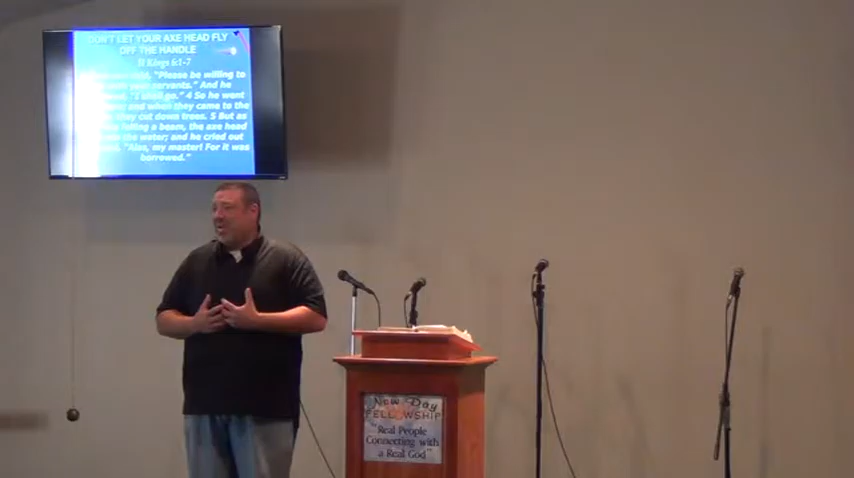 DON'T LET YOUR AXE HEAD FLY
OFF THE HANDLE
II Kings 6:1-7
said, "Please be willing to
your servants." And he
"I shall go." 4 So he went
and when they came to the
they cut down trees. 5 But as
felling a beam, the axe head
the water; and he cried out
"Alas, my master! For it was
borrowed."
New Day
FELLOWSHIP
"Real People
Connecting with
a Real God"